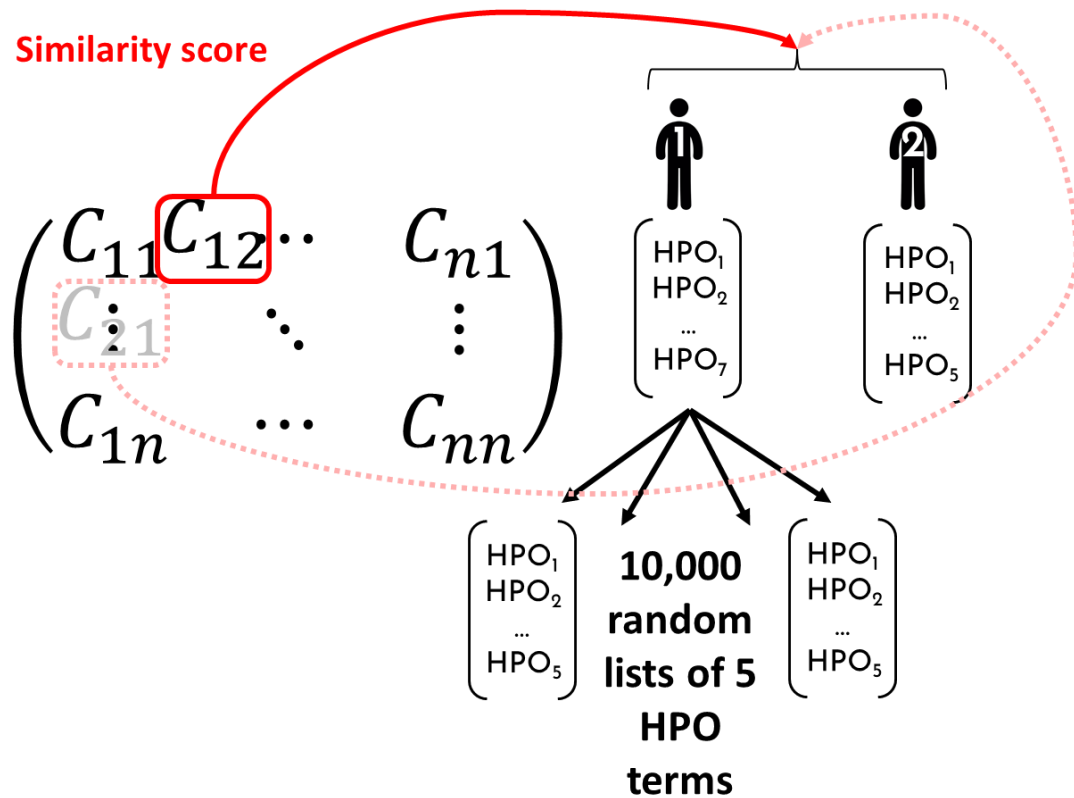 Similarity score
1 2
C₁₁ C₁₂ ⋯ Cₙ₁
C₂₁ ⋮ ⋱ ⋮
C₁ₙ ⋯ Cₙₙ
HPO₁
HPO₂
...
HPO₇
HPO₁
HPO₂
...
HPO₅
HPO₁
HPO₂
...
HPO₅
10,000
random
lists of 5
HPO
terms
HPO₁
HPO₂
...
HPO₅